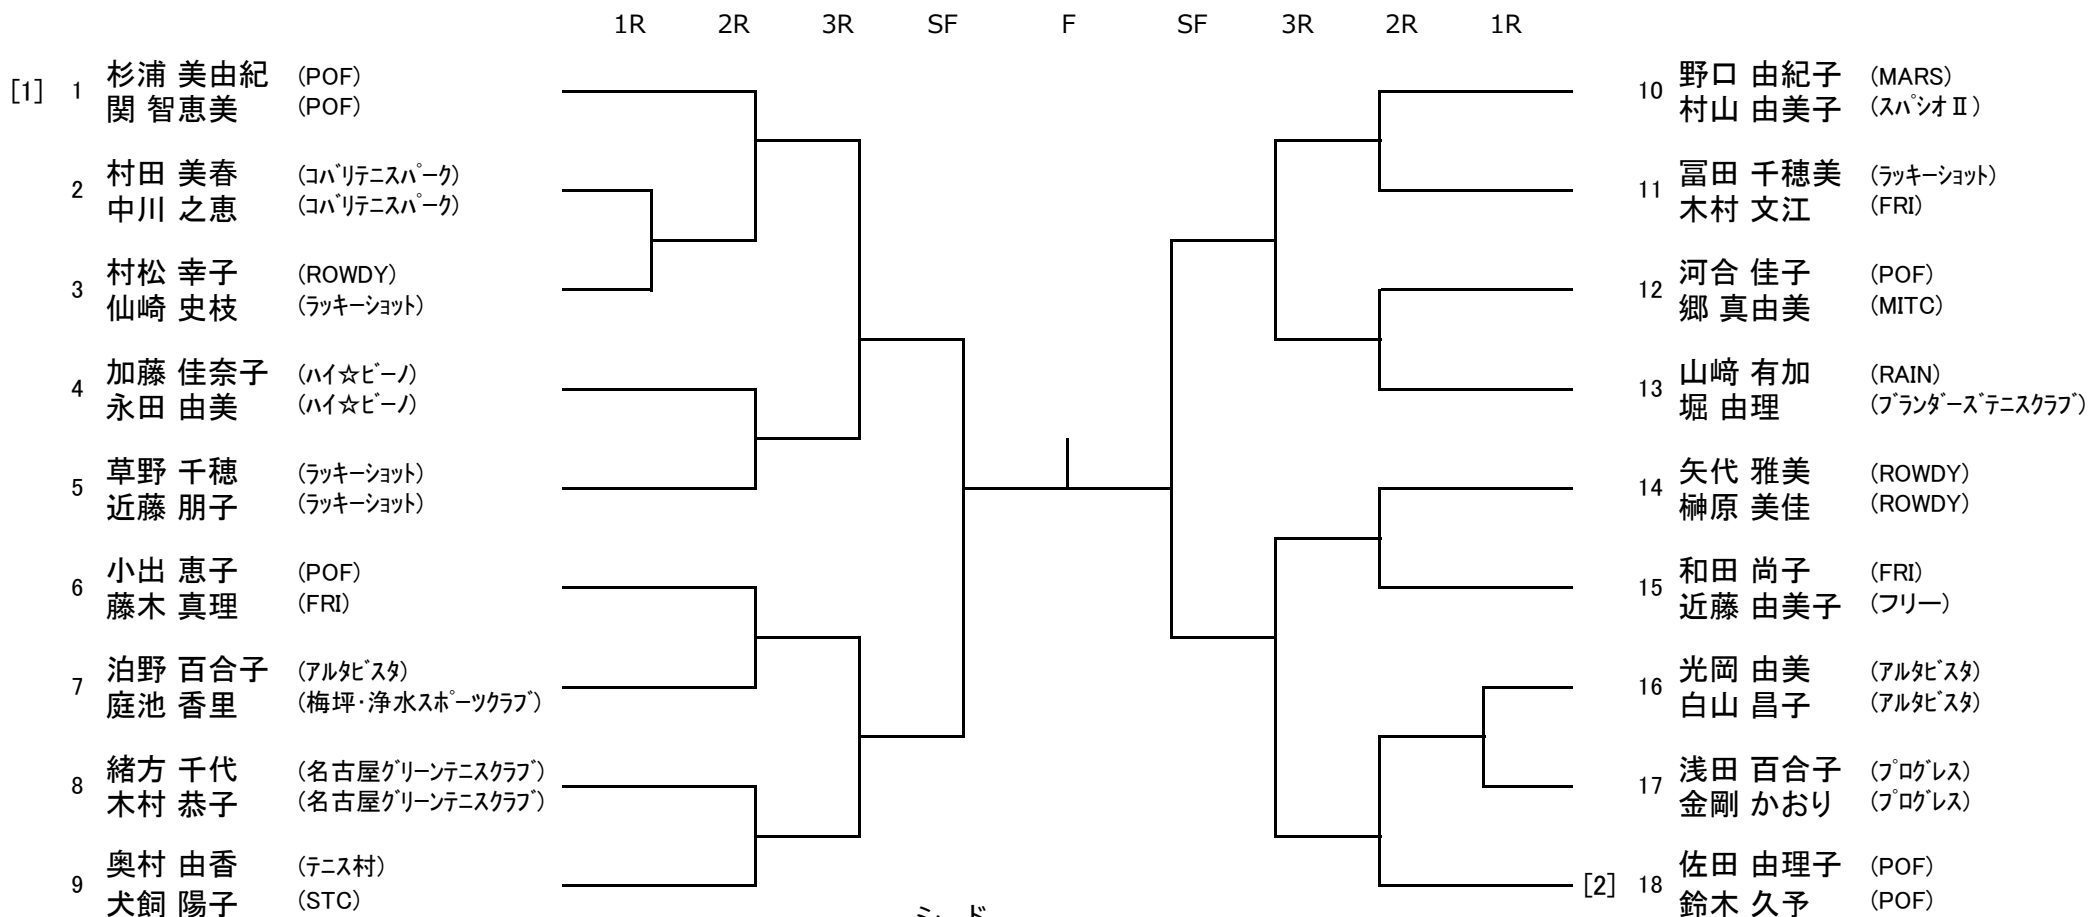 1R 2R 3R SF F SF 3R 2R 1R
[1] 1 杉浦 美由紀 (POF)
関 智恵美 (POF)
2 村田 美春 (コバリテニスパーク)
中川 之恵 (コバリテニスパーク)
3 村松 幸子 (ROWDY)
仙崎 史枝 (ラッキーショット)
4 加藤 佳奈子 (ハイ☆ビーノ)
永田 由美 (ハイ☆ビーノ)
5 草野 千穂 (ラッキーショット)
近藤 朋子 (ラッキーショット)
6 小出 恵子 (POF)
藤木 真理 (FRI)
7 泊野 百合子 (アルタビスタ)
庭池 香里 (梅坪・浄水スポーツクラブ)
8 緒方 千代 (名古屋グリーンテニスクラブ)
木村 恭子 (名古屋グリーンテニスクラブ)
9 奥村 由香 (テニス村)
犬飼 陽子 (STC)
10 野口 由紀子 (MARS)
村山 由美子 (スパシオⅡ)
11 冨田 千穂美 (ラッキーショット)
木村 文江 (FRI)
12 河合 佳子 (POF)
郷 真由美 (MITC)
13 山﨑 有加 (RAIN)
堀 由理 (ブランダーズテニスクラブ)
14 矢代 雅美 (ROWDY)
榊原 美佳 (ROWDY)
15 和田 尚子 (FRI)
近藤 由美子 (フリー)
16 光岡 由美 (アルタビスタ)
白山 昌子 (アルタビスタ)
17 浅田 百合子 (プログレス)
金剛 かおり (プログレス)
[2] 18 佐田 由理子 (POF)
鈴木 久予 (POF)